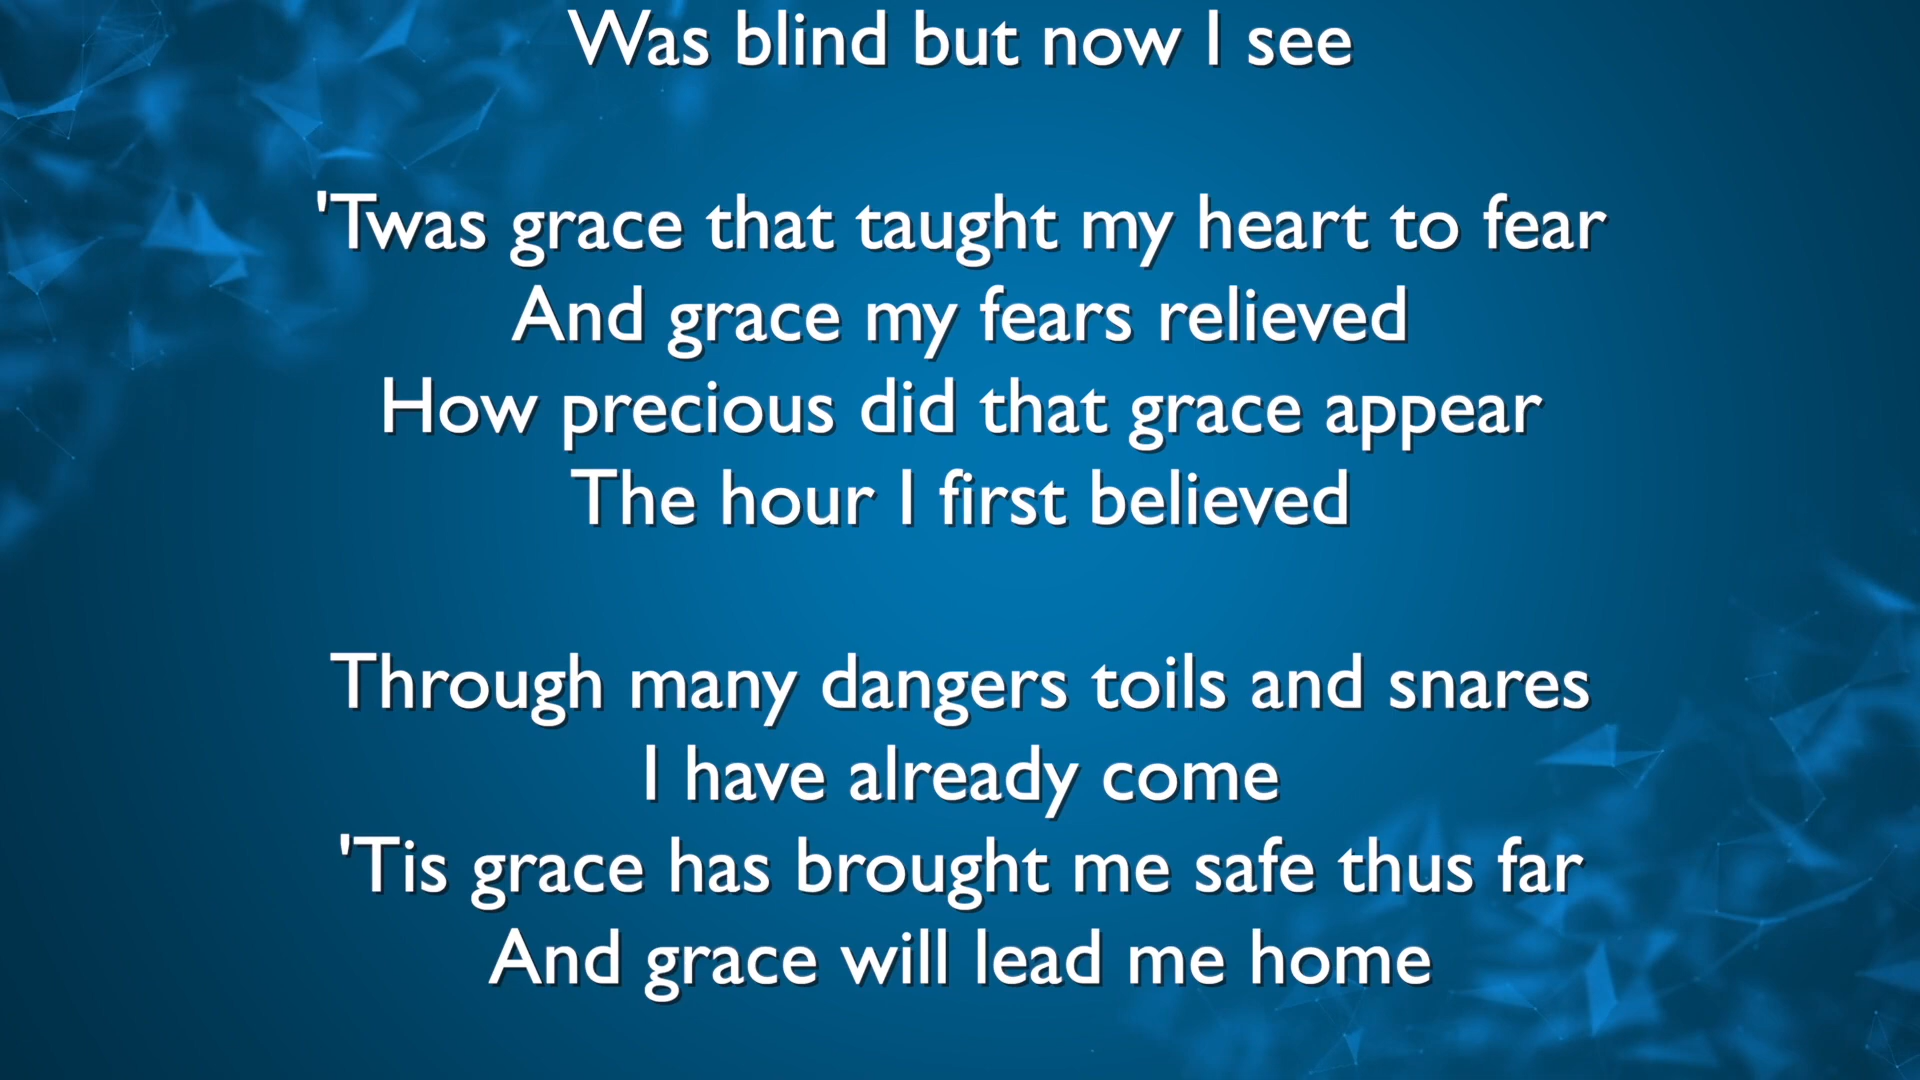 Was blind but now I see
'Twas grace that taught my heart to fear
And grace my fears relieved
How precious did that grace appear
The hour I first believed
Through many dangers toils and snares
I have already come
'Tis grace has brought me safe thus far
And grace will lead me home